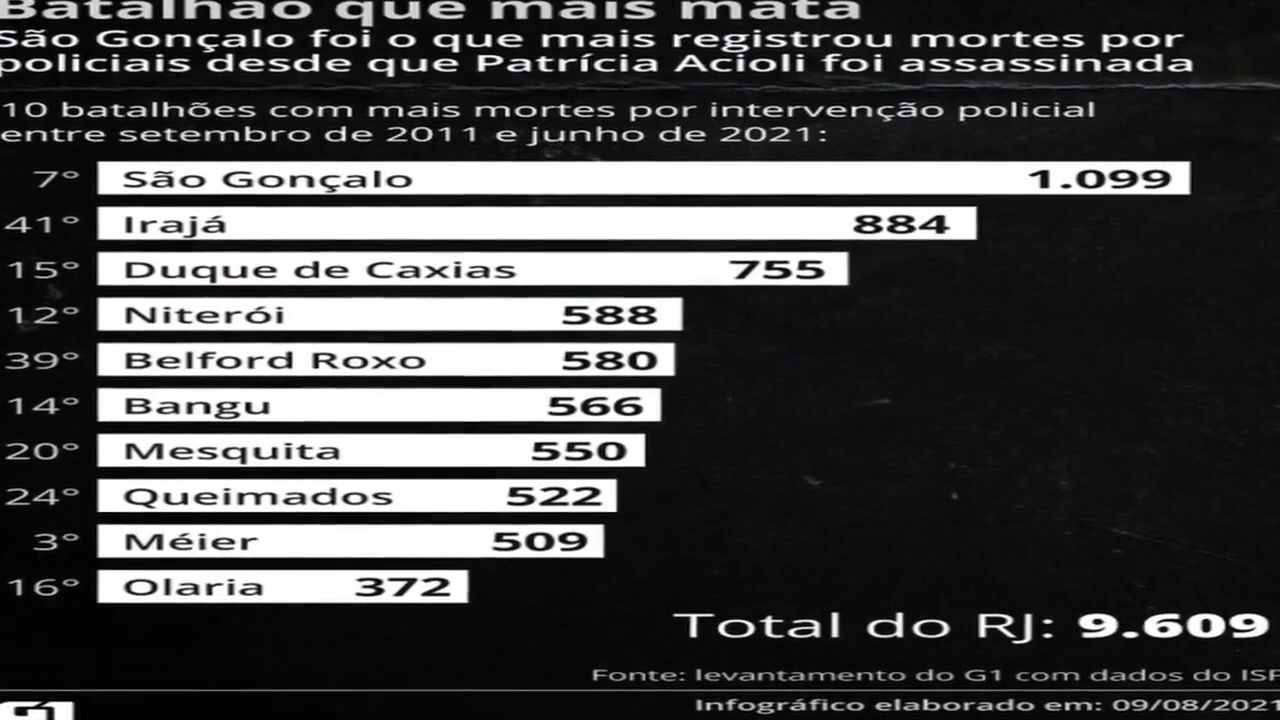 Batalhão que mais mata
São Gonçalo foi o que mais registrou mortes por
policiais desde que Patrícia Acioli foi assassinada
10 batalhões com mais mortes por intervenção policial
entre setembro de 2011 e junho de 2021:
7° São Gonçalo 1.099
41° Irajá 884
15° Duque de Caxias 755
12° Niterói 588
39° Belford Roxo 580
14° Bangu 566
20° Mesquita 550
24° Queimados 522
3° Méier 509
16° Olaria 372
Total do RJ: 9.609
Fonte: levantamento do G1 com dados do ISP
Infográfico elaborado em: 09/08/2021
G1